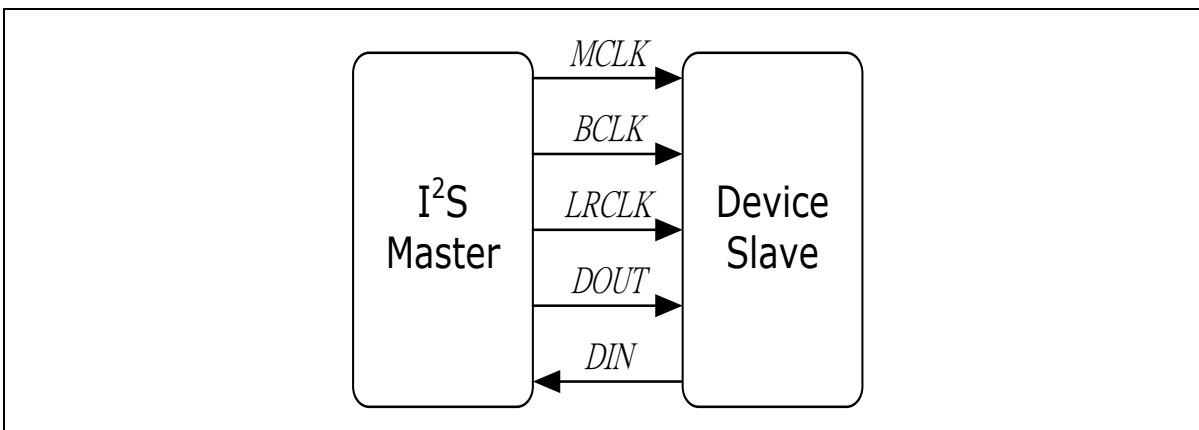 MCLK
BCLK
I²S
Master
LRCLK
Device
Slave
DOUT
DIN